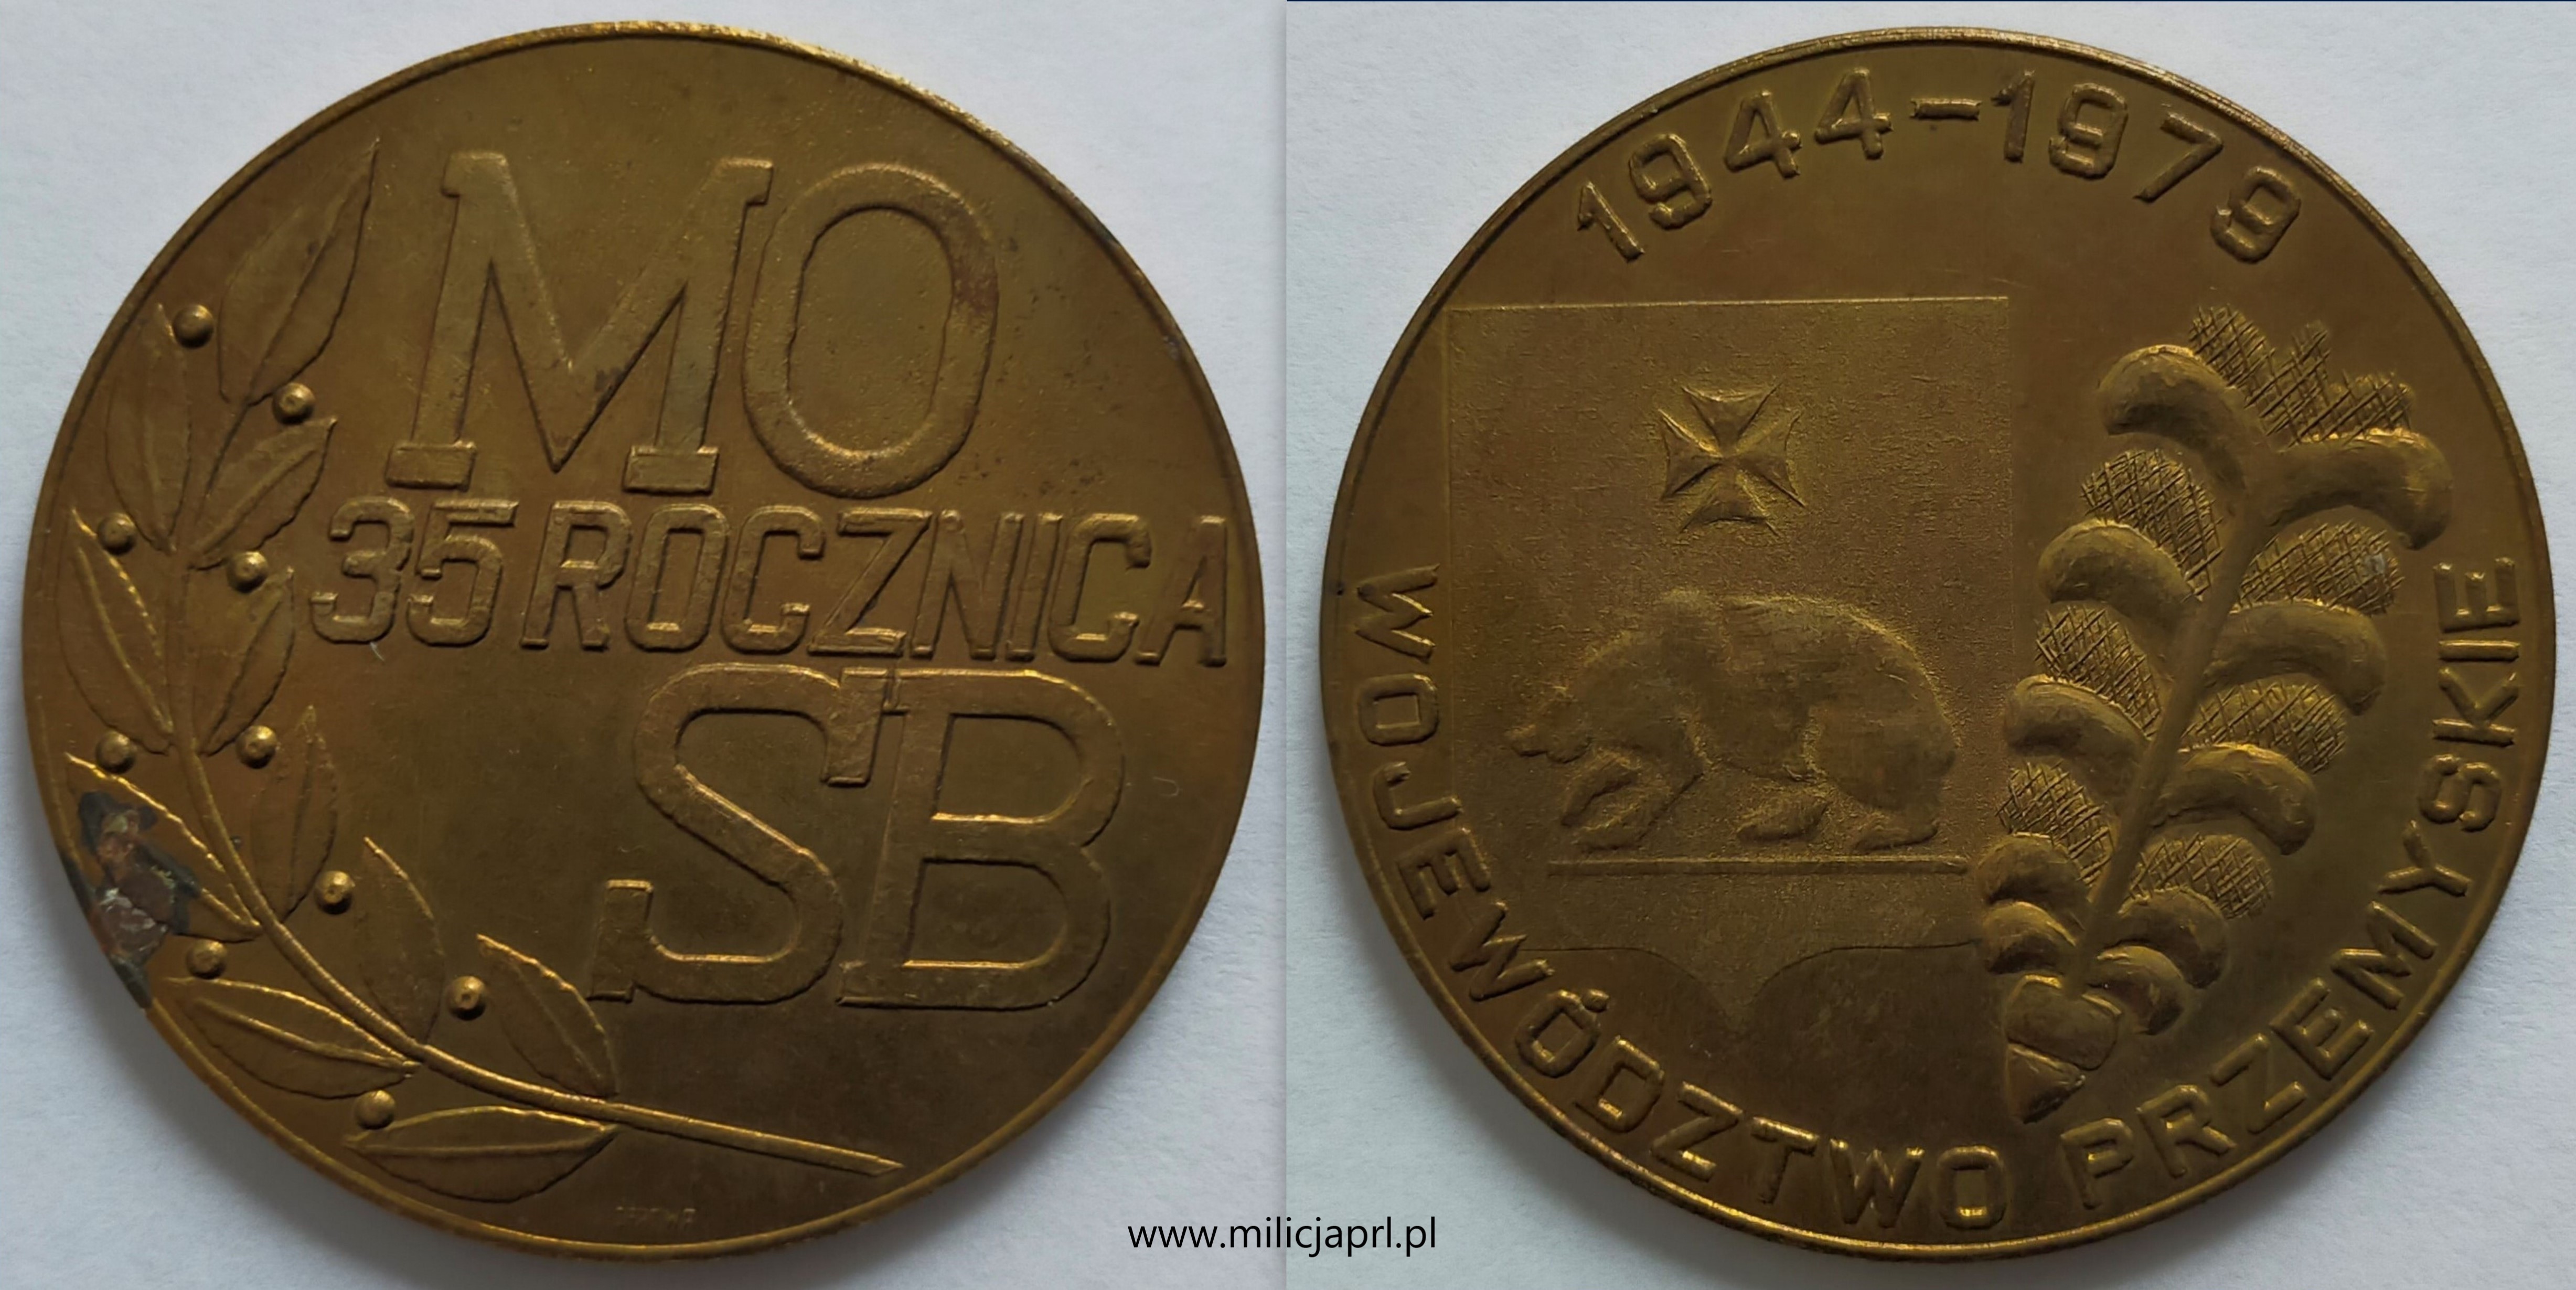 MO
35 ROCZNICA
SB
1944-1979
WOJEWÓDZTWO PRZEMYSKIE
www.milicjaprl.pl